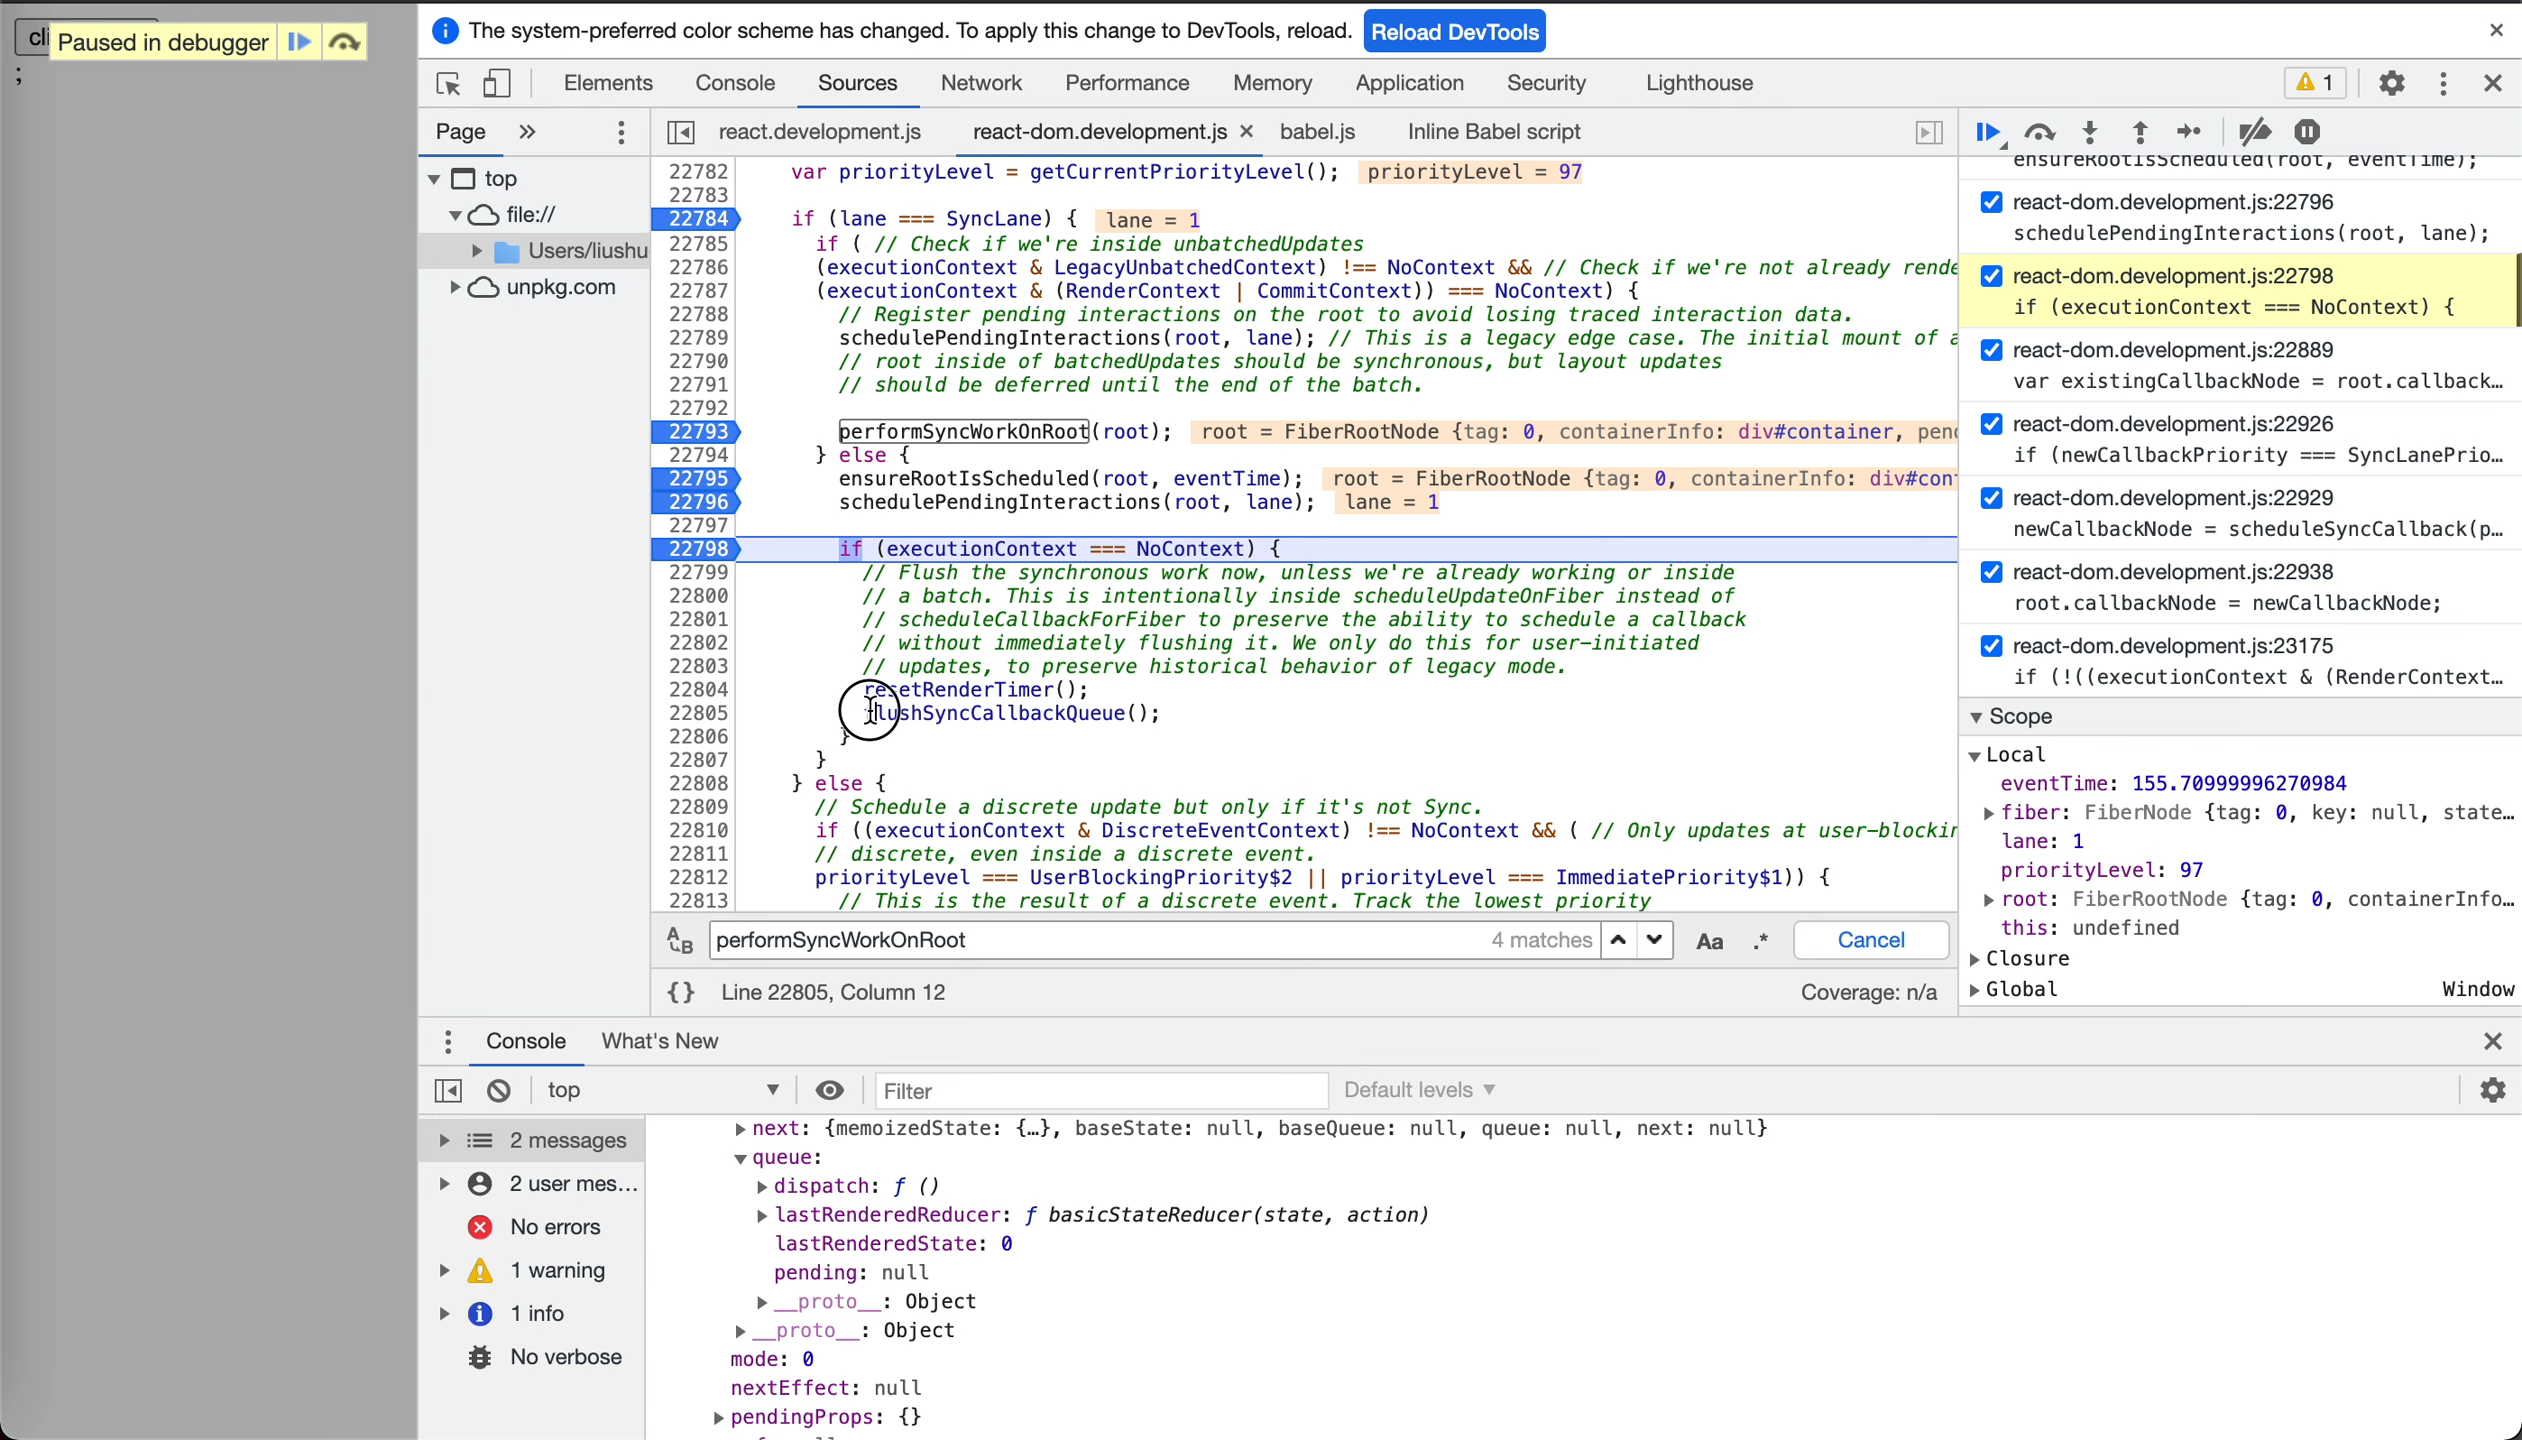 cli
Paused in debugger
;
The system-preferred color scheme has changed. To apply this change to DevTools, reload.
Reload DevTools
Elements Console Sources Network Performance Memory Application Security Lighthouse
1
Page
react.development.js
react-dom.development.js
babel.js
Inline Babel script
top
file://
Users/liushu
unpkg.com
22782 var priorityLevel = getCurrentPriorityLevel(); priorityLevel = 97
22783
22784 if (lane === SyncLane) { lane = 1
22785 if ( // Check if we're inside unbatchedUpdates
22786 (executionContext & LegacyUnbatchedContext) !== NoContext && // Check if we're not already rende
22787 (executionContext & (RenderContext | CommitContext)) === NoContext) {
22788 // Register pending interactions on the root to avoid losing traced interaction data.
22789 schedulePendingInteractions(root, lane); // This is a legacy edge case. The initial mount of a
22790 // root inside of batchedUpdates should be synchronous, but layout updates
22791 // should be deferred until the end of the batch.
22792
22793 performSyncWorkOnRoot(root); root = FiberRootNode {tag: 0, containerInfo: div#container, pend
22794 } else {
22795 ensureRootIsScheduled(root, eventTime); root = FiberRootNode {tag: 0, containerInfo: div#con
22796 schedulePendingInteractions(root, lane); lane = 1
22797
22798 if (executionContext === NoContext) {
22799 // Flush the synchronous work now, unless we're already working or inside
22800 // a batch. This is intentionally inside scheduleUpdateOnFiber instead of
22801 // scheduleCallbackForFiber to preserve the ability to schedule a callback
22802 // without immediately flushing it. We only do this for user-initiated
22803 // updates, to preserve historical behavior of legacy mode.
22804 resetRenderTimer();
22805 flushSyncCallbackQueue();
22806 }
22807 }
22808 } else {
22809 // Schedule a discrete update but only if it's not Sync.
22810 if ((executionContext & DiscreteEventContext) !== NoContext && ( // Only updates at user-blockin
22811 // discrete, even inside a discrete event.
22812 priorityLevel === UserBlockingPriority$2 || priorityLevel === ImmediatePriority$1)) {
22813 // This is the result of a discrete event. Track the lowest priority
performSyncWorkOnRoot 4 matches Aa .* Cancel
{} Line 22805, Column 12 Coverage: n/a
ensureRootIsScheduled(root, eventTime);
react-dom.development.js:22796
schedulePendingInteractions(root, lane);
react-dom.development.js:22798
if (executionContext === NoContext) {
react-dom.development.js:22889
var existingCallbackNode = root.callback…
react-dom.development.js:22926
if (newCallbackPriority === SyncLanePrio…
react-dom.development.js:22929
newCallbackNode = scheduleSyncCallback(p…
react-dom.development.js:22938
root.callbackNode = newCallbackNode;
react-dom.development.js:23175
if (!((executionContext & (RenderContext…
Scope
Local
eventTime: 155.70999996270984
fiber: FiberNode {tag: 0, key: null, state…
lane: 1
priorityLevel: 97
root: FiberRootNode {tag: 0, containerInfo…
this: undefined
Closure
Global Window
Console What's New
top Filter Default levels
2 messages
2 user mes…
No errors
1 warning
1 info
No verbose
next: {memoizedState: {…}, baseState: null, baseQueue: null, queue: null, next: null}
queue:
dispatch: ƒ ()
lastRenderedReducer: ƒ basicStateReducer(state, action)
lastRenderedState: 0
pending: null
__proto__: Object
__proto__: Object
mode: 0
nextEffect: null
pendingProps: {}